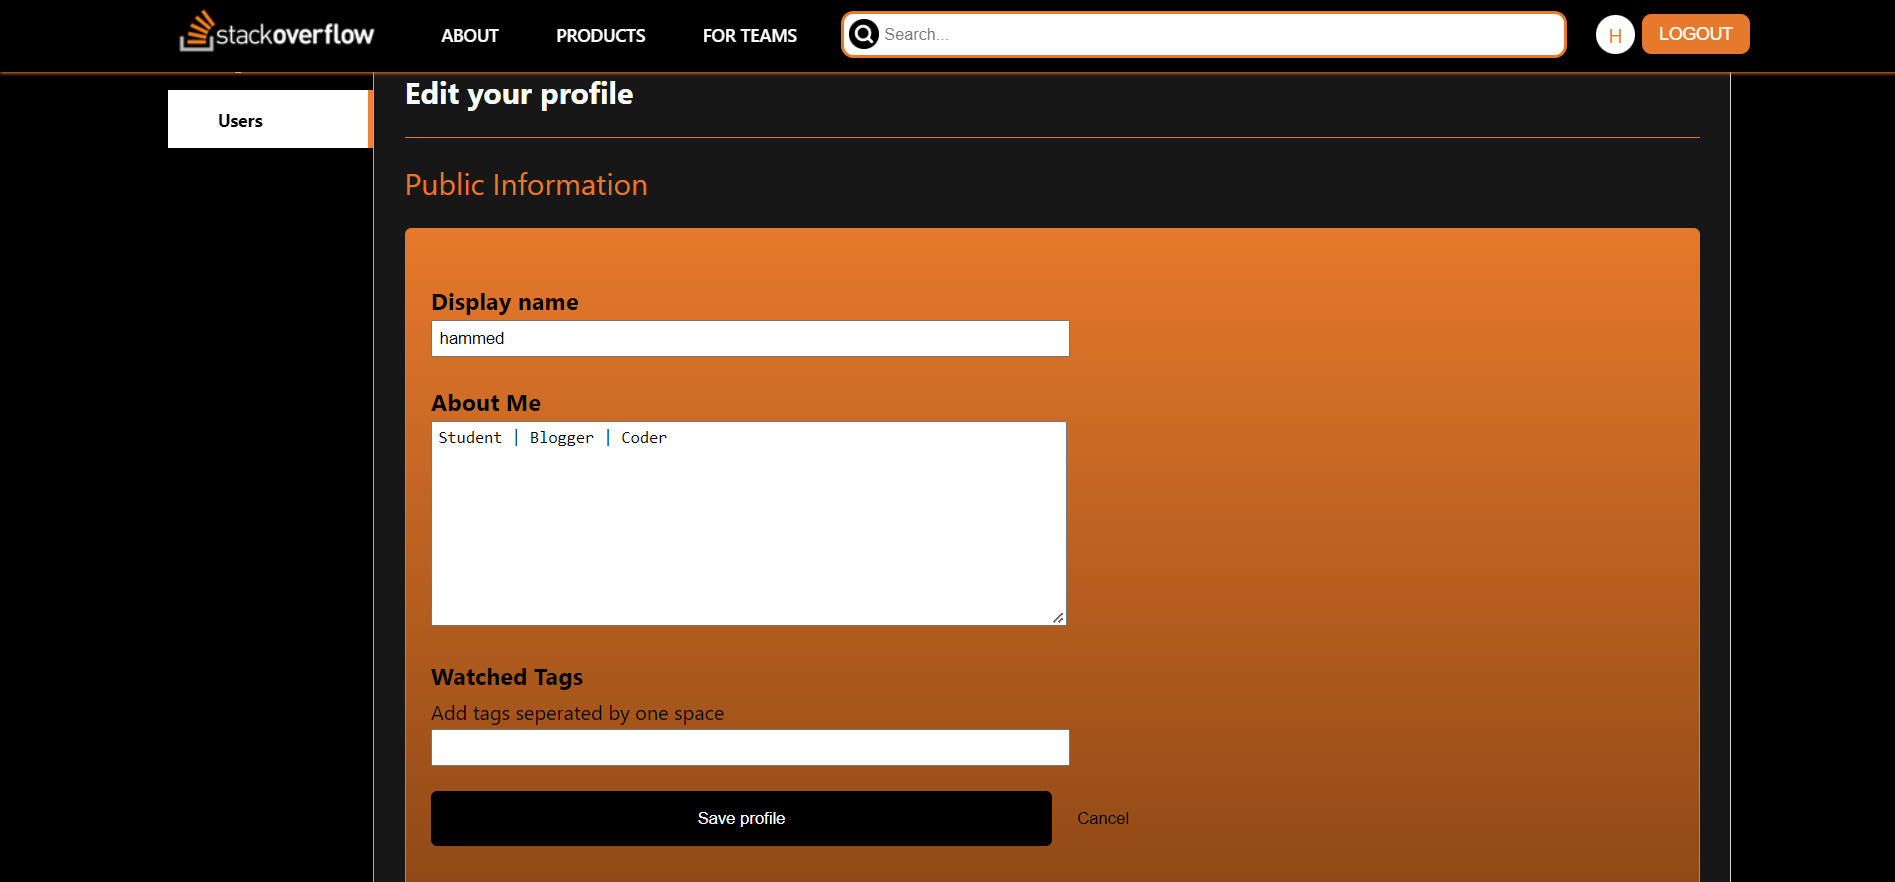 stackoverflow ABOUT PRODUCTS FOR TEAMS Search... H LOGOUT
Users
Edit your profile
Public Information
Display name
hammed
About Me
Student | Blogger | Coder
Watched Tags
Add tags seperated by one space
Save profile Cancel